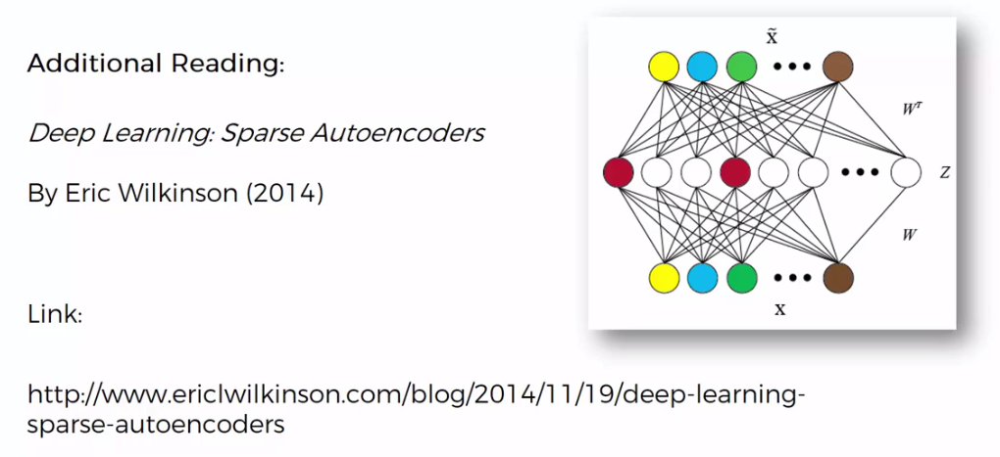 Additional Reading:
Deep Learning: Sparse Autoencoders
By Eric Wilkinson (2014)
Link:
http://www.ericlwilkinson.com/blog/2014/11/19/deep-learning-
sparse-autoencoders
x̃
Wᵀ
Z
W
x